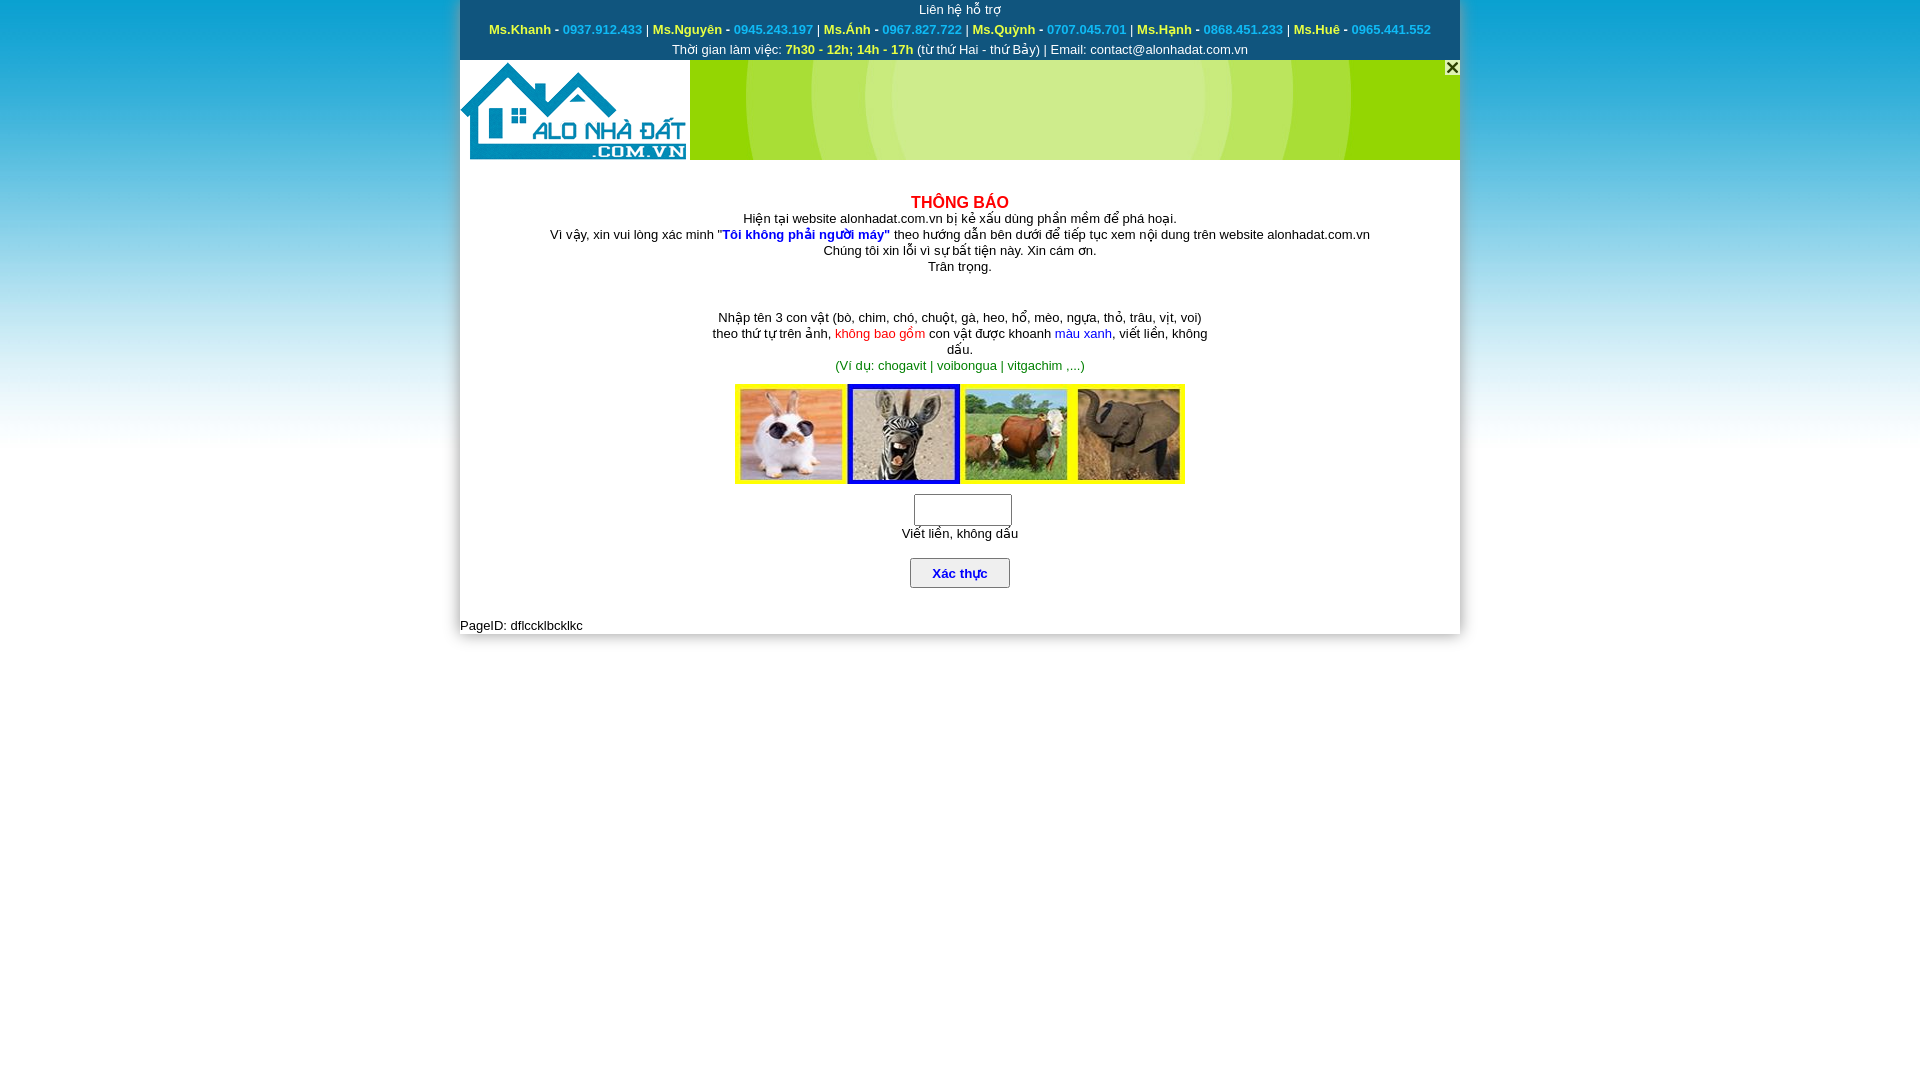 Liên hệ hỗ trợ
Ms.Khanh - 0937.912.433 | Ms.Nguyên - 0945.243.197 | Ms.Ánh - 0967.827.722 | Ms.Quỳnh - 0707.045.701 | Ms.Hạnh - 0868.451.233 | Ms.Huê - 0965.441.552
Thời gian làm việc: 7h30 - 12h; 14h - 17h (từ thứ Hai - thứ Bảy) | Email: contact@alonhadat.com.vn
ALO NHÀ ĐẤT
.COM.VN
THÔNG BÁO
Hiện tại website alonhadat.com.vn bị kẻ xấu dùng phần mềm để phá hoại.
Vì vậy, xin vui lòng xác minh "Tôi không phải người máy" theo hướng dẫn bên dưới để tiếp tục xem nội dung trên website alonhadat.com.vn
Chúng tôi xin lỗi vì sự bất tiện này. Xin cám ơn.
Trân trọng.
Nhập tên 3 con vật (bò, chim, chó, chuột, gà, heo, hổ, mèo, ngựa, thỏ, trâu, vịt, voi)
theo thứ tự trên ảnh, không bao gồm con vật được khoanh màu xanh, viết liền, không
dấu.
(Ví dụ: chogavit | voibongua | vitgachim ,...)
Viết liền, không dấu
Xác thực
PageID: dflccklbcklkc